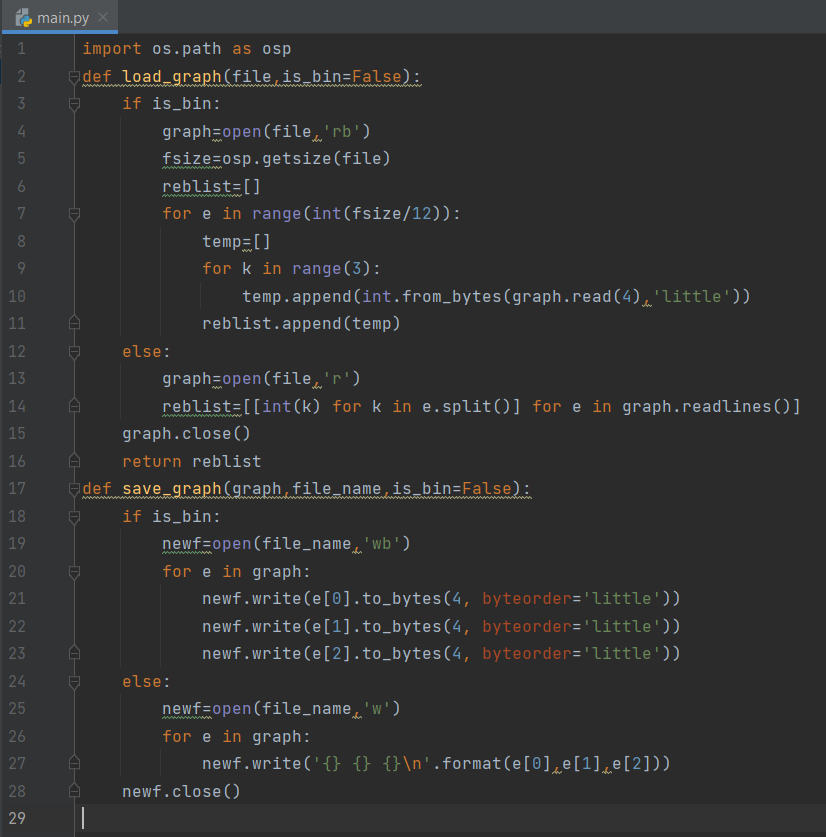 main.py
1 import os.path as osp
2 def load_graph(file,is_bin=False):
3     if is_bin:
4         graph=open(file,'rb')
5         fsize=osp.getsize(file)
6         reblist=[]
7         for e in range(int(fsize/12)):
8             temp=[]
9             for k in range(3):
10                 temp.append(int.from_bytes(graph.read(4),'little'))
11             reblist.append(temp)
12     else:
13         graph=open(file,'r')
14         reblist=[[int(k) for k in e.split()] for e in graph.readlines()]
15     graph.close()
16     return reblist
17 def save_graph(graph,file_name,is_bin=False):
18     if is_bin:
19         newf=open(file_name,'wb')
20         for e in graph:
21             newf.write(e[0].to_bytes(4, byteorder='little'))
22             newf.write(e[1].to_bytes(4, byteorder='little'))
23             newf.write(e[2].to_bytes(4, byteorder='little'))
24     else:
25         newf=open(file_name,'w')
26         for e in graph:
27             newf.write('{} {} {}\n'.format(e[0],e[1],e[2]))
28     newf.close()
29